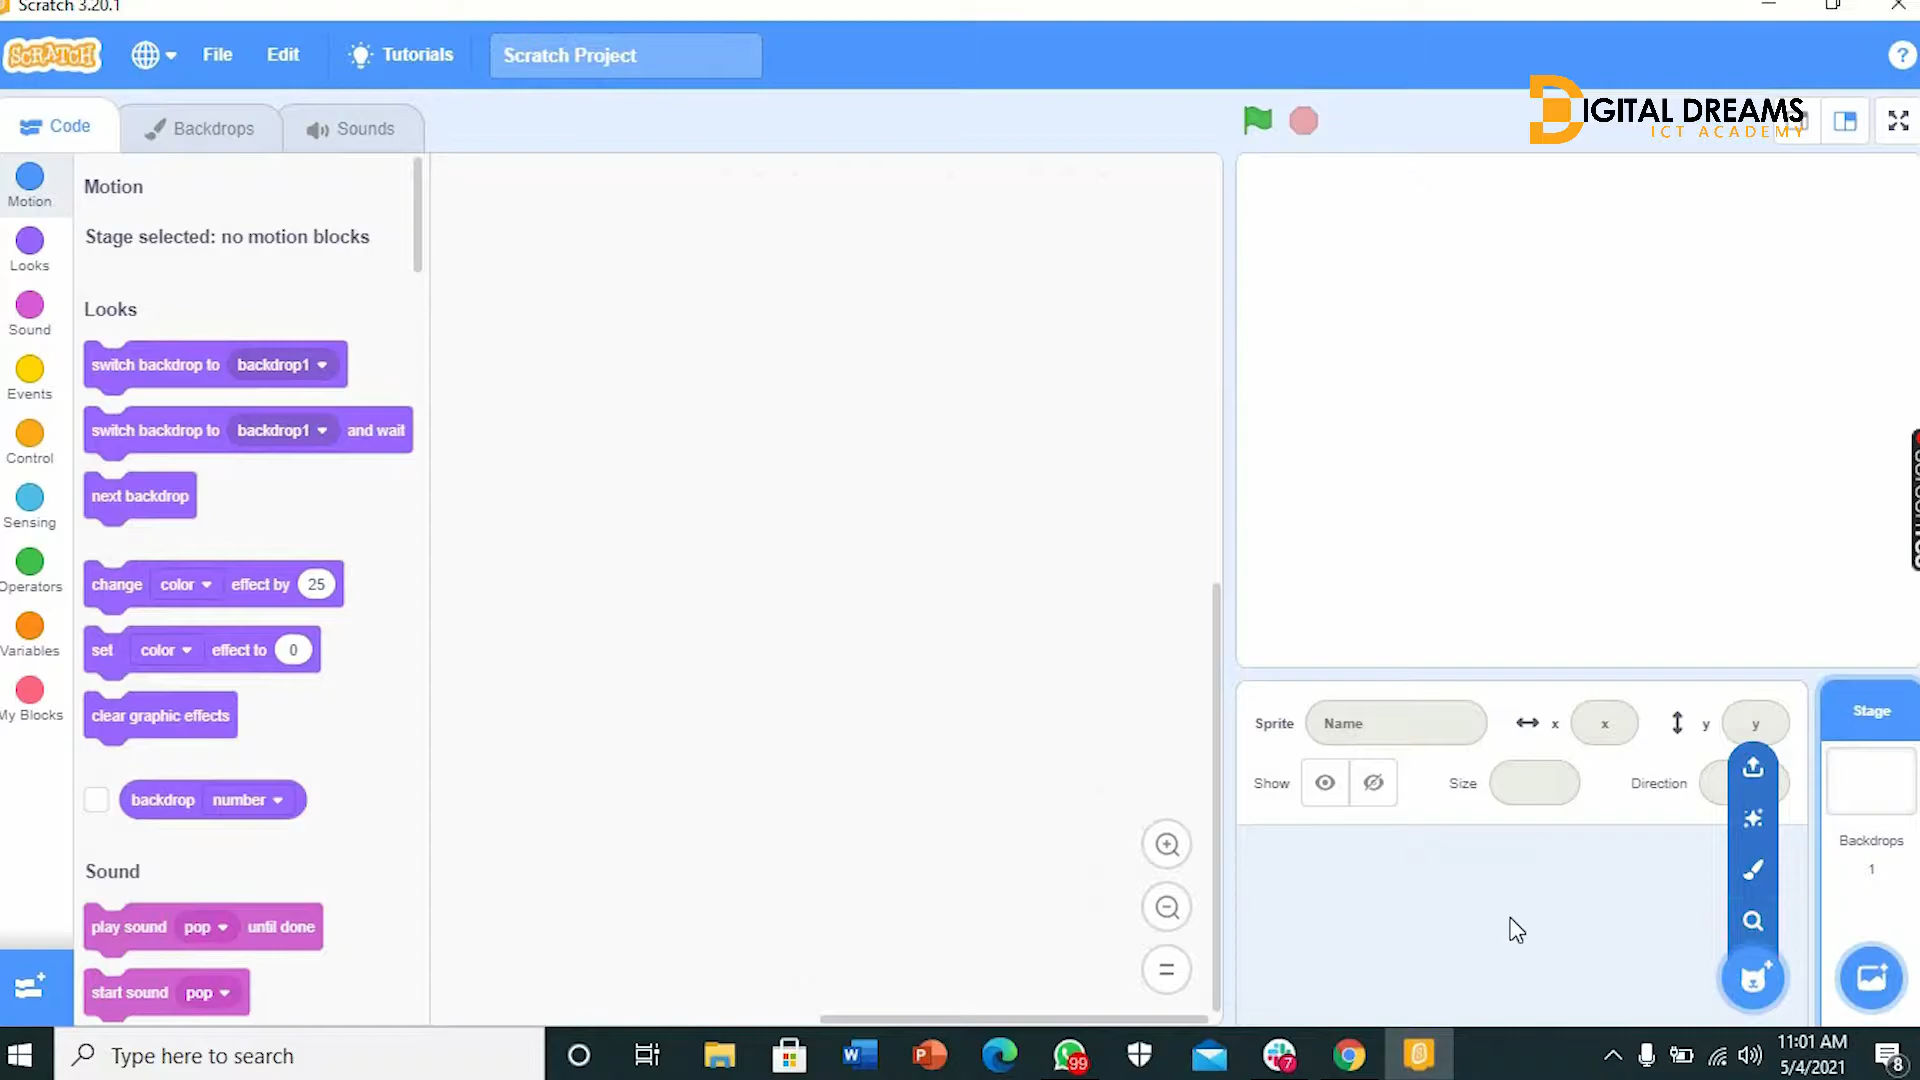 Scratch 3.20.1
SCRATCH
File
Edit
Tutorials
Scratch Project
?
DIGITAL DREAMS
ICT ACADEMY
Code
Backdrops
Sounds
Motion
Looks
Sound
Events
Control
Sensing
Operators
Variables
My Blocks
Motion
Stage selected: no motion blocks
Looks
switch backdrop to backdrop1
switch backdrop to backdrop1 and wait
next backdrop
change color effect by 25
set color effect to 0
clear graphic effects
backdrop number
Sound
play sound pop until done
start sound pop
Sprite Name x x y y
Show Size Direction
Stage
Backdrops
1
Type here to search
99
7
11:01 AM
5/4/2021
8